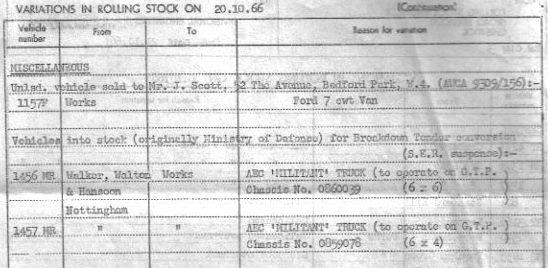 VARIATIONS IN ROLLING STOCK ON 20.10.66 (Continuation)
Vehicle number From To Reason for variation
MISCELLANEOUS
Unlsd. vehicle sold to Mr. J. Scott, 52 The Avenue, Bedford Park, W.4. (AUCA 9309/156):-
1157F Works Ford 7 cwt Van
Vehicles into stock (originally Ministry of Defence) for Breakdown Tender conversion
(S.E.R. suspense):-
1456 MR Walker, Walton Works AEC 'MILITANT' TRUCK (to operate on G.T.P. )
& Hanson Chassis No. 0860039 (6 x 6) )
Nottingham )
1457 MR " " AEC 'MILITANT' TRUCK (to operate on G.T.P. )
Chassis No. 0859078 (6 x 4) )